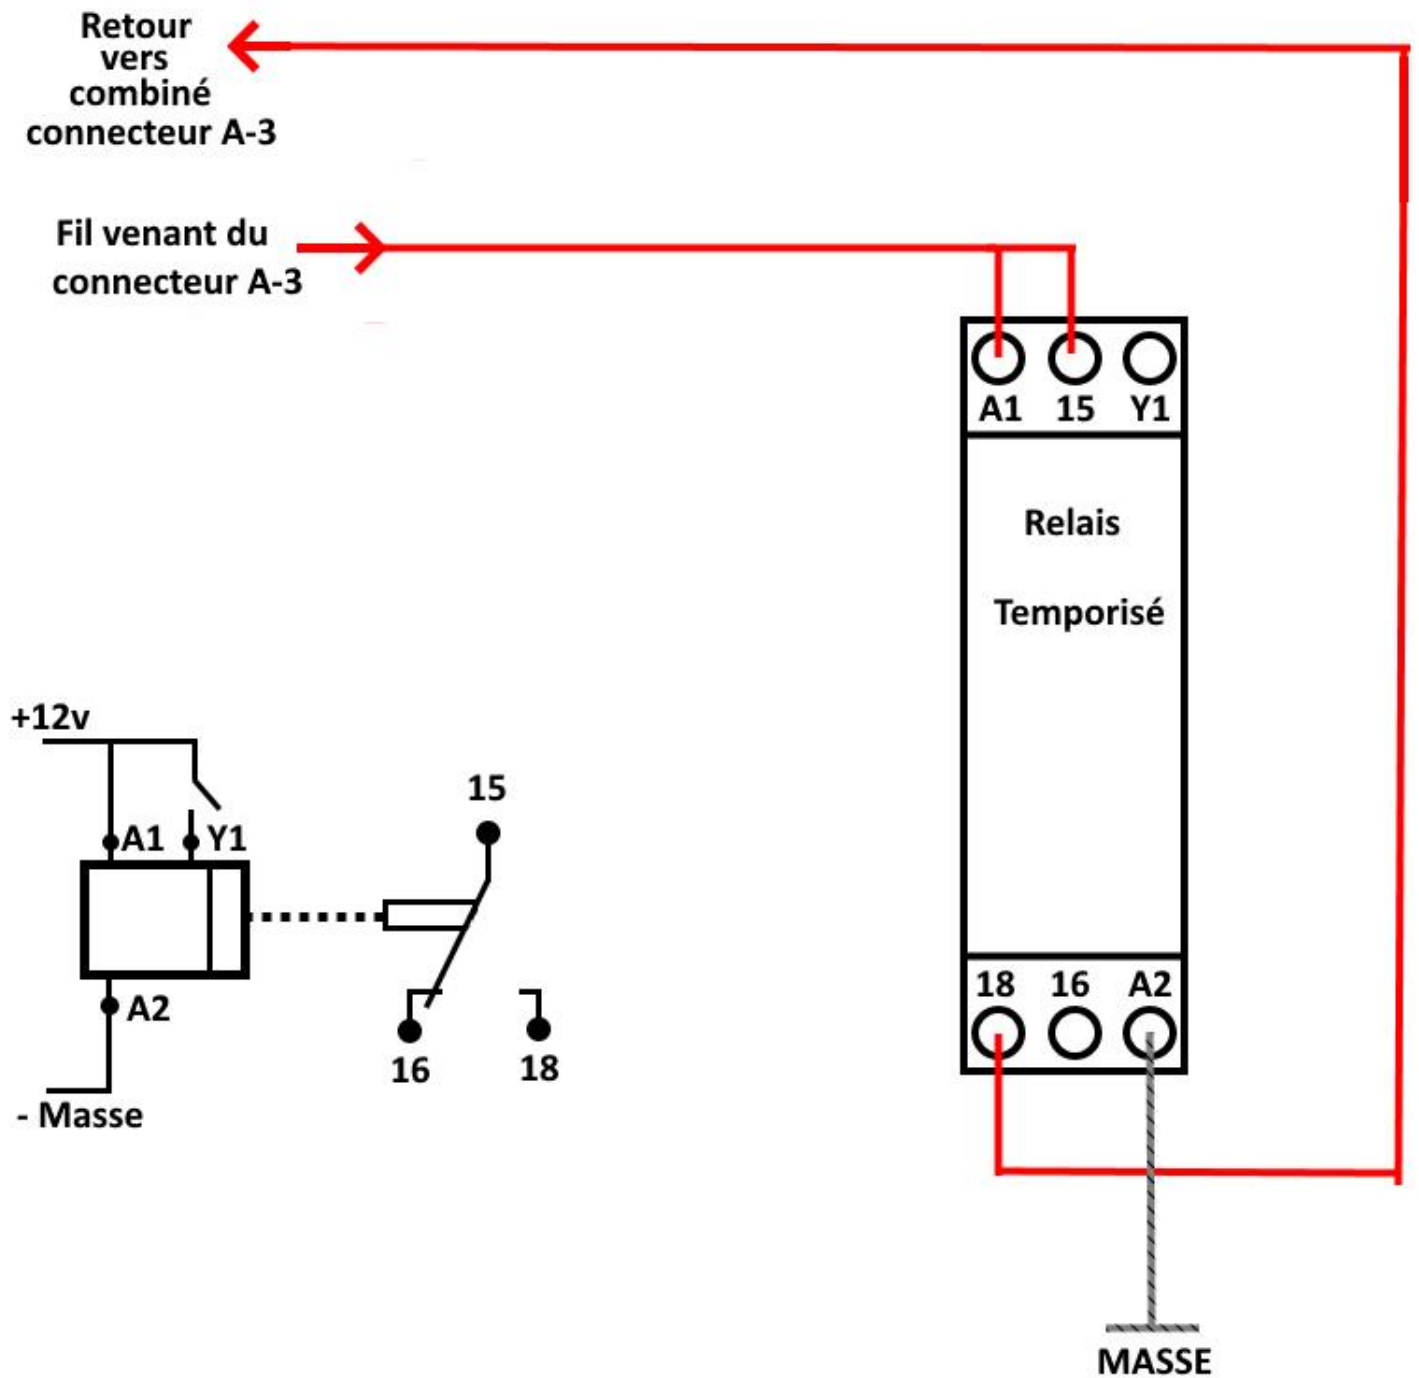 Retour
vers
combiné
connecteur A-3
Fil venant du
connecteur A-3
A1 15 Y1
Relais
Temporisé
18 16 A2
MASSE
+12v
A1 Y1
A2
- Masse
15
16 18